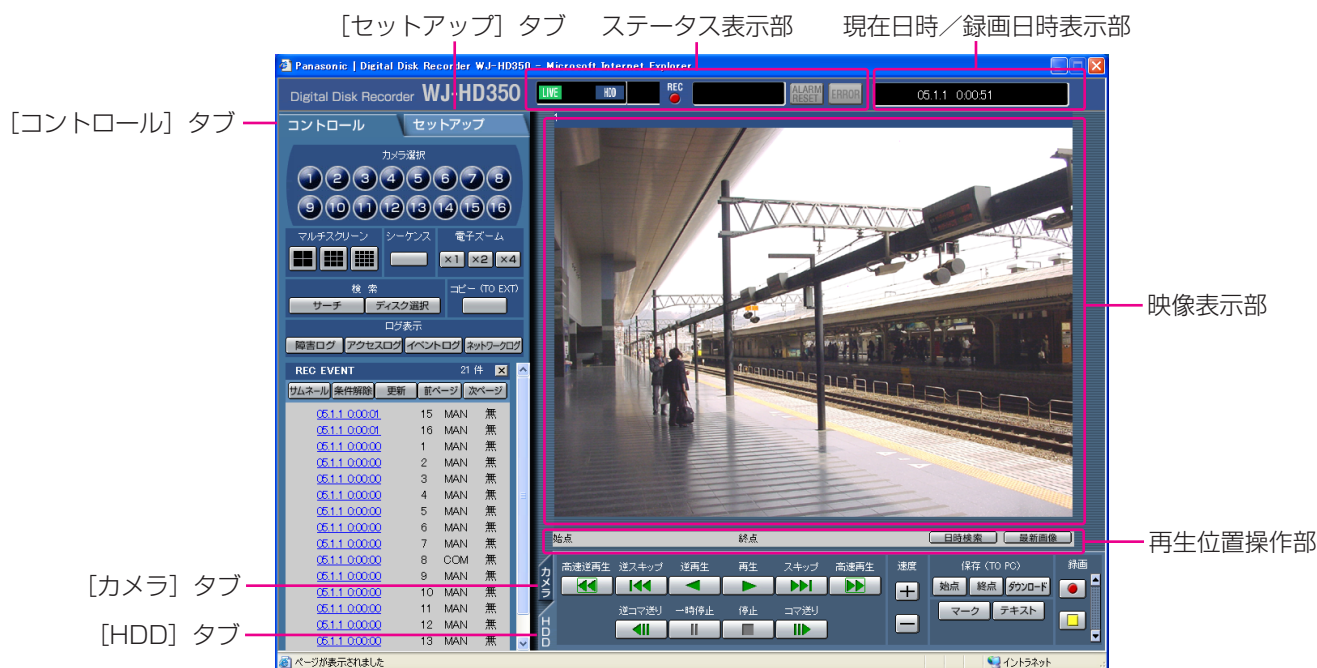 ［セットアップ］タブ
ステータス表示部
現在日時／録画日時表示部
Panasonic | Digital Disk Recorder WJ-HD350 - Microsoft Internet Explorer
Digital Disk Recorder WJ-HD350
LIVE HDD REC ALARM RESET ERROR
05.1.1 0:00:51
［コントロール］タブ
コントロール セットアップ
カメラ選択
1 2 3 4 5 6 7 8
9 10 11 12 13 14 15 16
マルチスクリーン シーケンス 電子ズーム
×1 ×2 ×4
検 索 コピー (TO EXT)
サーチ ディスク選択
ログ表示
障害ログ アクセスログ イベントログ ネットワークログ
REC EVENT 21 件
サムネール 条件解除 更新 前ページ 次ページ
05.1.1 0:00:01 15 MAN 無
05.1.1 0:00:01 16 MAN 無
05.1.1 0:00:00 1 MAN 無
05.1.1 0:00:00 2 MAN 無
05.1.1 0:00:00 3 MAN 無
05.1.1 0:00:00 4 MAN 無
05.1.1 0:00:00 5 MAN 無
05.1.1 0:00:00 6 MAN 無
05.1.1 0:00:00 7 MAN 無
05.1.1 0:00:00 8 COM 無
05.1.1 0:00:00 9 MAN 無
05.1.1 0:00:00 10 MAN 無
05.1.1 0:00:00 11 MAN 無
05.1.1 0:00:00 12 MAN 無
05.1.1 0:00:00 13 MAN 無
映像表示部
始点 終点 日時検索 最新画像
再生位置操作部
［カメラ］タブ
［HDD］タブ
カメラ
HDD
高速逆再生 逆スキップ 逆再生 再生 スキップ 高速再生 速度 保存 (TO PC) 録画
始点 終点 ダウンロード
逆コマ送り 一時停止 停止 コマ送り
マーク テキスト
ページが表示されました イントラネット